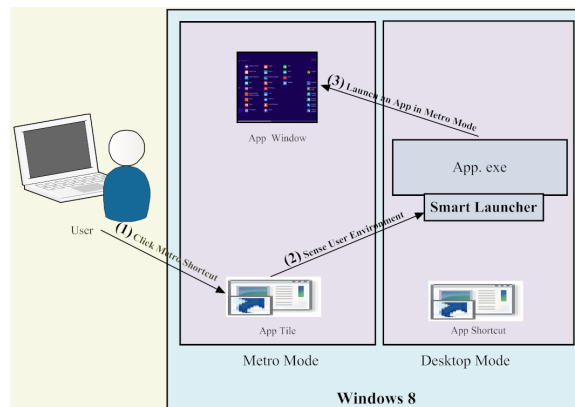 (3) Launch an App in Metro Mode
App Window
App. exe
Smart Launcher
User
(1) Click Metro Shortcut
(2) Sense User Environment
App Tile
App Shortcut
Metro Mode
Desktop Mode
Windows 8